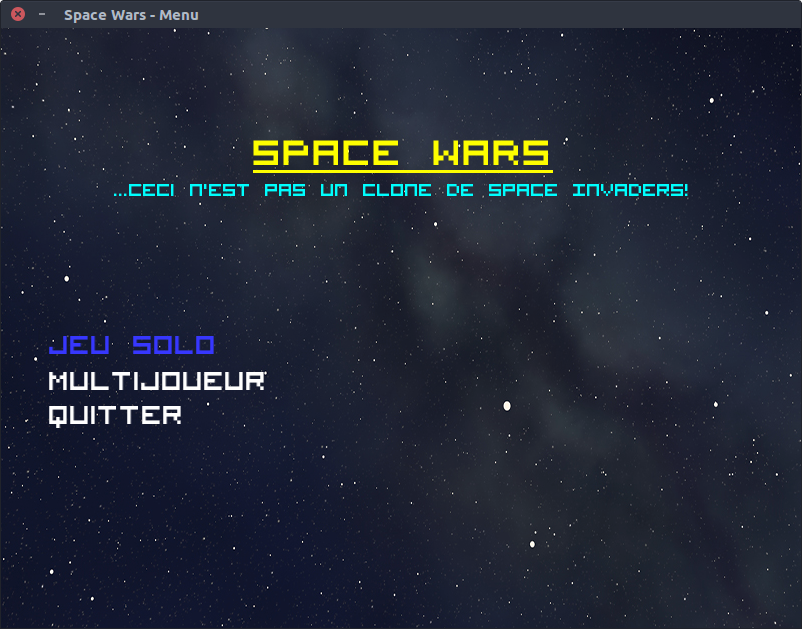 Space Wars - Menu
SPACE WARS
...CECI N'EST PAS UN CLONE DE SPACE INVADERS!
JEU SOLO
MULTIJOUEUR
QUITTER